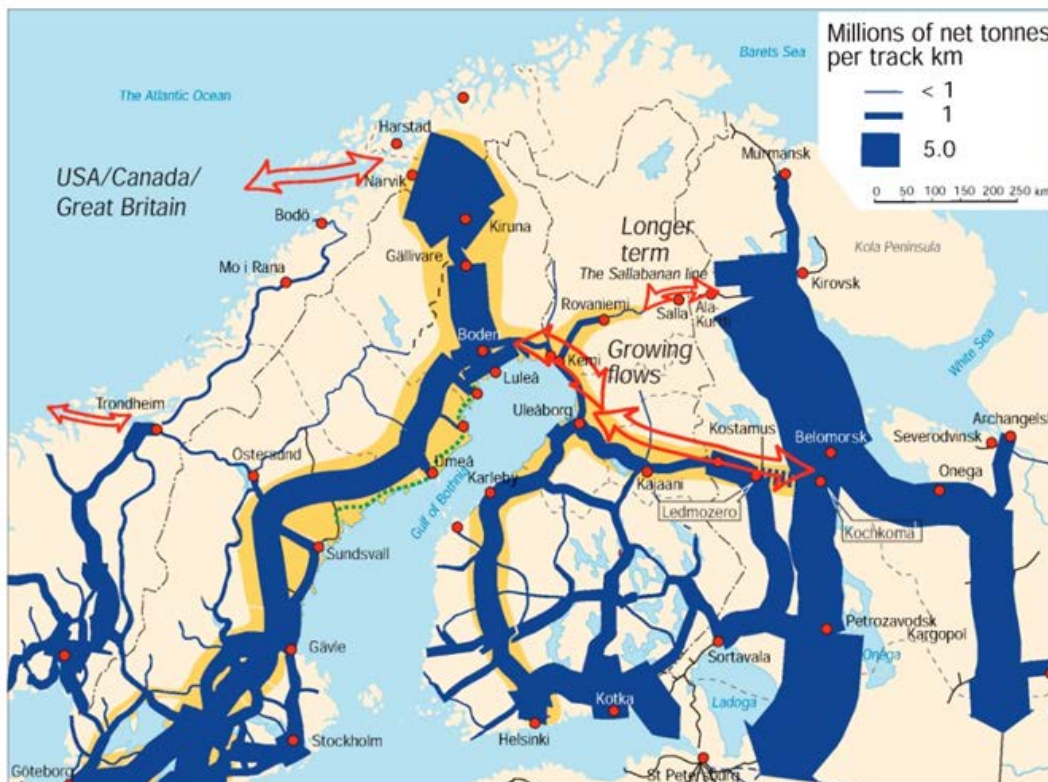 Millions of net tonnes
per track km
< 1
1
5.0
0 50 100 150 200 250 km
Barets Sea
The Atlantic Ocean
Harstad
Murmansk
USA/Canada/
Great Britain
Narvik
Bodö
Kiruna
Longer
term
Kola Peninsula
Gällivare
The Sallabanan line
Mo i Rana
Kirovsk
Rovaniemi
Salla
Ala-
Kurtti
Boden
Kemi
Growing
flows
White Sea
Luleå
Trondheim
Uleåborg
Kostamus
Archangelsk
Belomorsk
Severodvinsk
Östersund
Umeå
Karleby
Gulf of Bothnia
Kajaani
Onega
Ledmozero
Kochkoma
Sundsvall
Petrozavodsk
Kargopol
Gävle
Sortavala
Onega
Kotka
Ladoga
Stockholm
Helsinki
Göteborg
St Petersburg